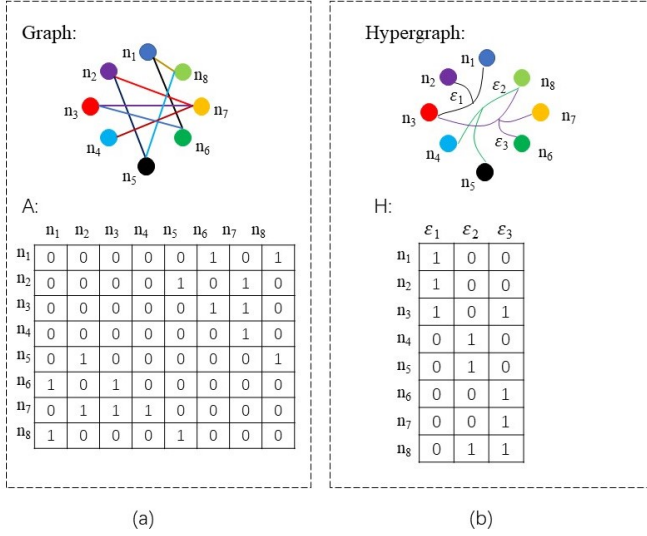 Graph:
n1
n2
n8
n3
n7
n4
n6
n5
A:
n1 n2 n3 n4 n5 n6 n7 n8
n1 0 0 0 0 0 1 0 1
n2 0 0 0 0 1 0 1 0
n3 0 0 0 0 0 1 1 0
n4 0 0 0 0 0 0 1 0
n5 0 1 0 0 0 0 0 1
n6 1 0 1 0 0 0 0 0
n7 0 1 1 1 0 0 0 0
n8 1 0 0 0 1 0 0 0
(a)
Hypergraph:
n1
n2
ε1
ε2
n8
n3
n7
n4
ε3
n6
n5
H:
ε1 ε2 ε3
n1 1 0 0
n2 1 0 0
n3 1 0 1
n4 0 1 0
n5 0 1 0
n6 0 0 1
n7 0 0 1
n8 0 1 1
(b)